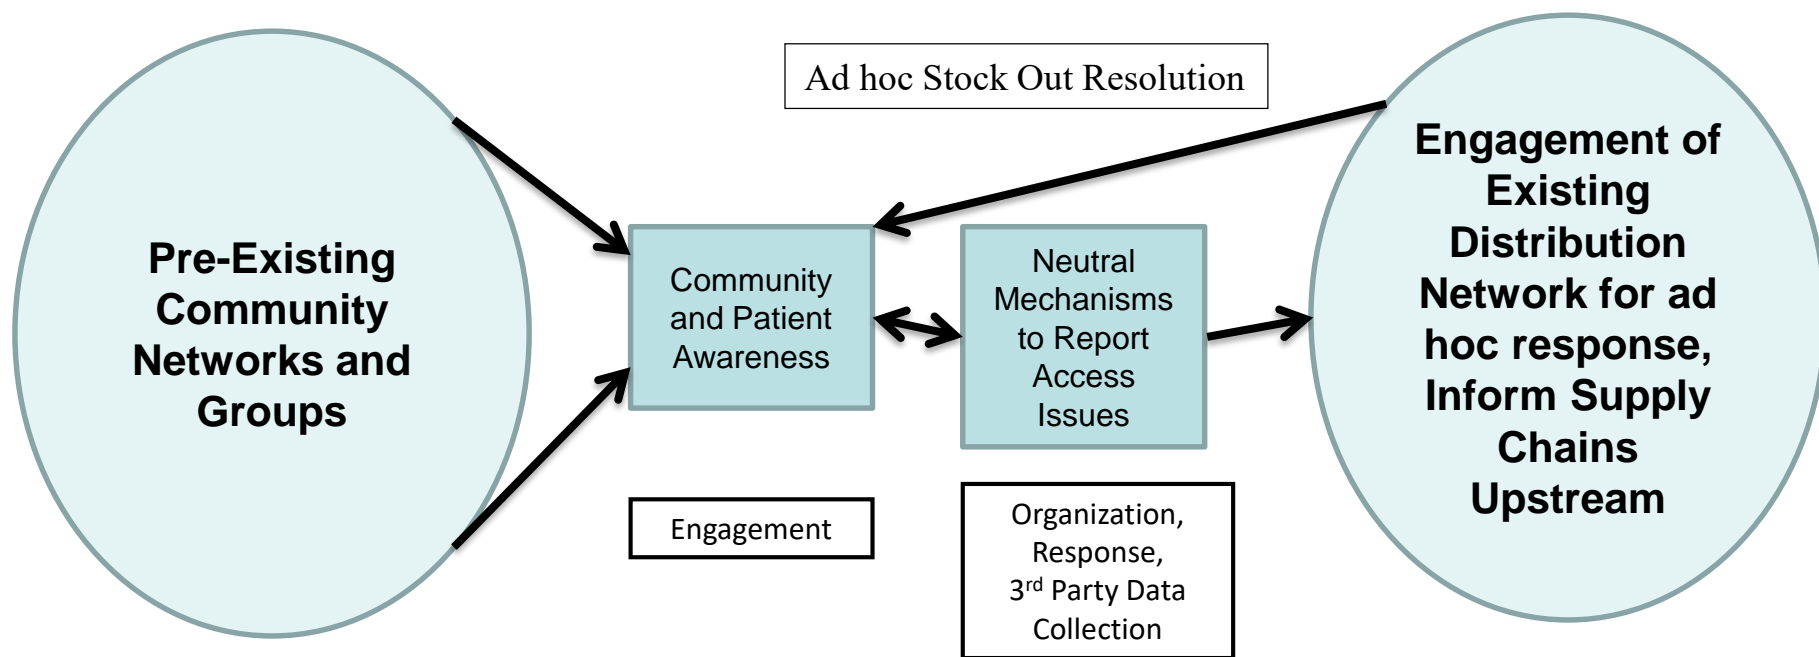 Ad hoc Stock Out Resolution
Pre-Existing
Community
Networks and
Groups
Community
and Patient
Awareness
Neutral
Mechanisms
to Report
Access
Issues
Engagement of
Existing
Distribution
Network for ad
hoc response,
Inform Supply
Chains
Upstream
Engagement
Organization,
Response,
3rd Party Data
Collection